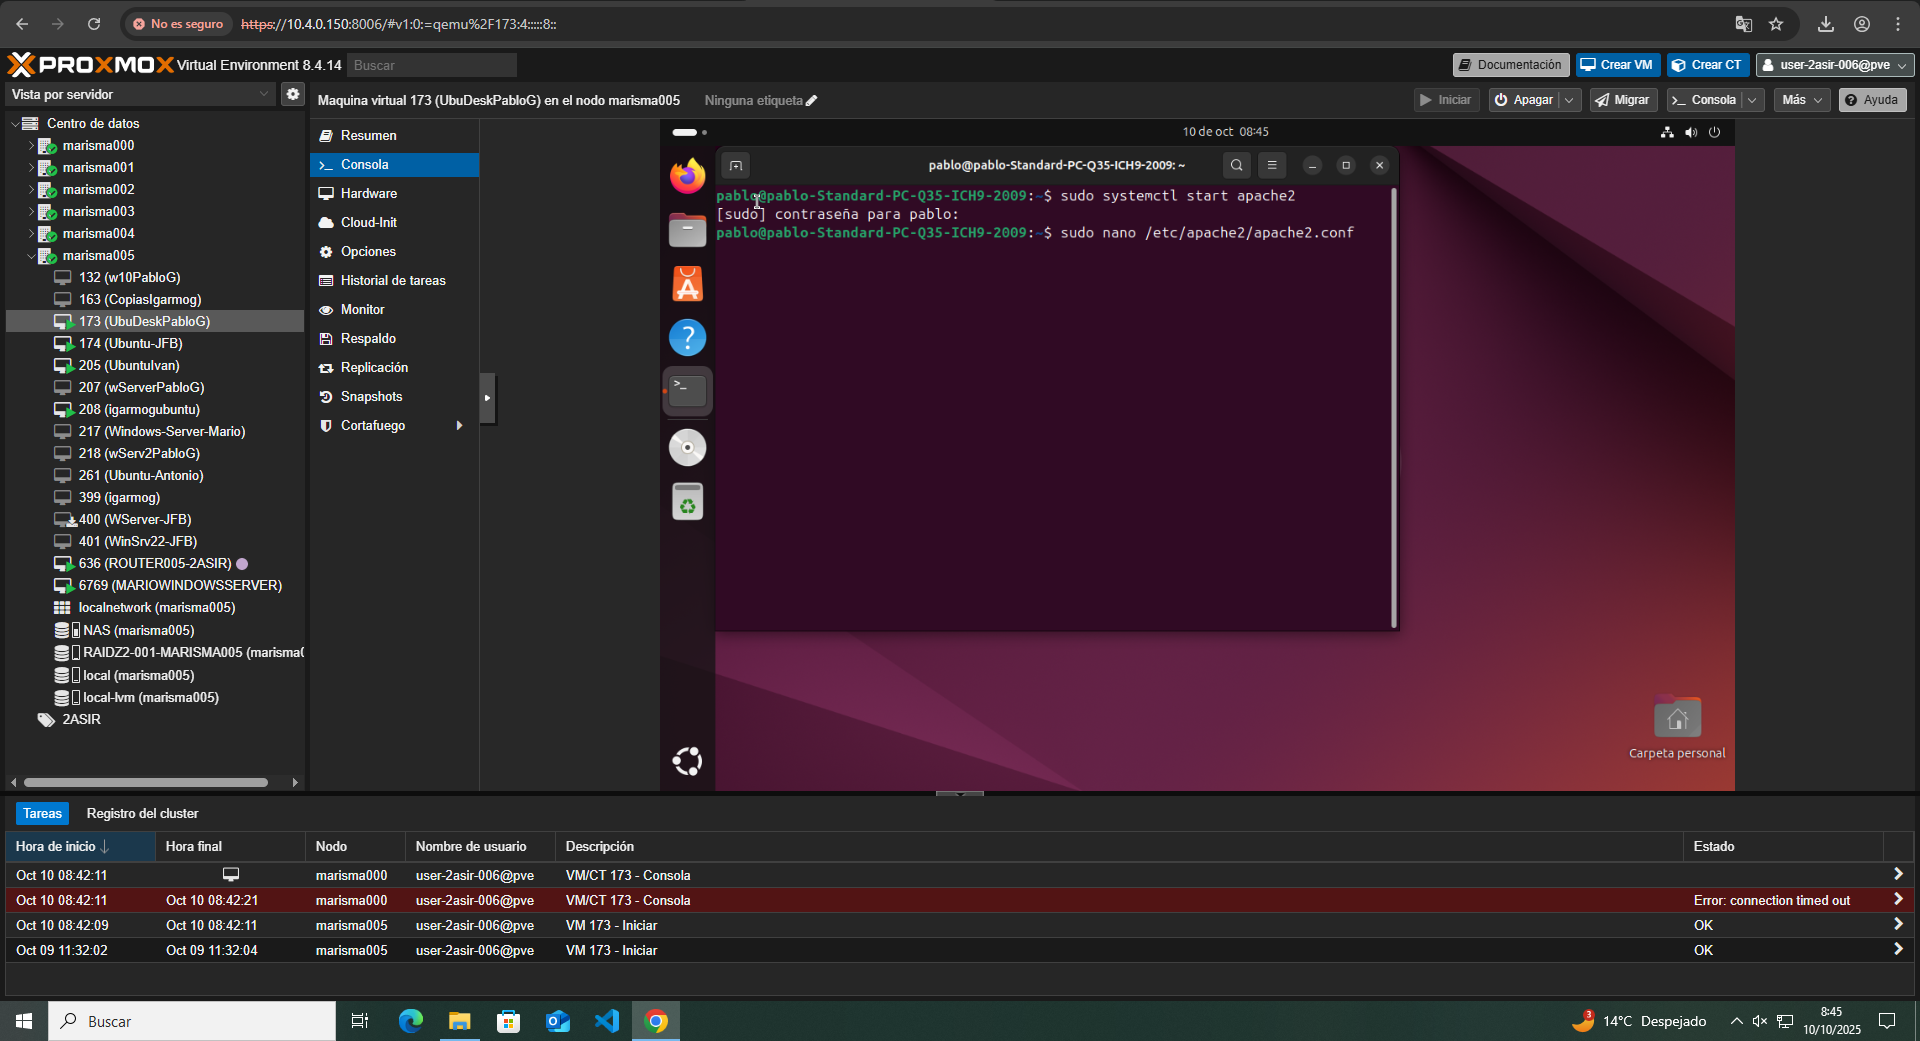 No es seguro https://10.4.0.150:8006/#v1:0:=qemu%2F173:4:::::8::
PROXMOX Virtual Environment 8.4.14 Buscar Documentación Crear VM Crear CT user-2asir-006@pve
Vista por servidor
Maquina virtual 173 (UbuDeskPabloG) en el nodo marisma005 Ninguna etiqueta Iniciar Apagar Migrar Consola Más Ayuda
Centro de datos
marisma000
marisma001
marisma002
marisma003
marisma004
marisma005
132 (w10PabloG)
163 (CopiasIgarmog)
173 (UbuDeskPabloG)
174 (Ubuntu-JFB)
205 (UbuntuIvan)
207 (wServerPabloG)
208 (igarmogubuntu)
217 (Windows-Server-Mario)
218 (wServ2PabloG)
261 (Ubuntu-Antonio)
399 (igarmog)
400 (WServer-JFB)
401 (WinSrv22-JFB)
636 (ROUTER005-2ASIR)
6769 (MARIOWINDOWSSERVER)
localnetwork (marisma005)
NAS (marisma005)
RAIDZ2-001-MARISMA005 (marisma0
local (marisma005)
local-lvm (marisma005)
2ASIR
Resumen
Consola
Hardware
Cloud-Init
Opciones
Historial de tareas
Monitor
Respaldo
Replicación
Snapshots
Cortafuego
10 de oct 08:45
pablo@pablo-Standard-PC-Q35-ICH9-2009: ~
pablo@pablo-Standard-PC-Q35-ICH9-2009:~$ sudo systemctl start apache2
[sudo] contraseña para pablo:
pablo@pablo-Standard-PC-Q35-ICH9-2009:~$ sudo nano /etc/apache2/apache2.conf
Carpeta personal
Tareas Registro del cluster
Hora de inicio Hora final Nodo Nombre de usuario Descripción Estado
Oct 10 08:42:11 marisma000 user-2asir-006@pve VM/CT 173 - Consola
Oct 10 08:42:11 Oct 10 08:42:21 marisma000 user-2asir-006@pve VM/CT 173 - Consola Error: connection timed out
Oct 10 08:42:09 Oct 10 08:42:11 marisma005 user-2asir-006@pve VM 173 - Iniciar OK
Oct 09 11:32:02 Oct 09 11:32:04 marisma005 user-2asir-006@pve VM 173 - Iniciar OK
Buscar 3 14°C Despejado 8:45
10/10/2025